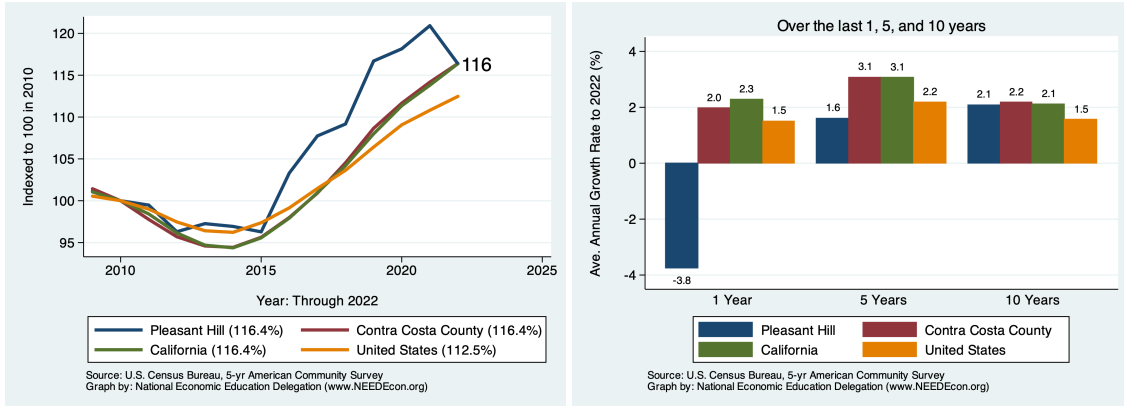 Indexed to 100 in 2010
120
115
110
105
100
95
116
2010
2015
2020
2025
Year: Through 2022
Pleasant Hill (116.4%)
Contra Costa County (116.4%)
California (116.4%)
United States (112.5%)
Source: U.S. Census Bureau, 5-yr American Community Survey
Graph by: National Economic Education Delegation (www.NEEDEcon.org)
Over the last 1, 5, and 10 years
Ave. Annual Growth Rate to 2022 (%)
4
2
0
-2
-4
-3.8
2.0
2.3
1.5
1.6
3.1
3.1
2.2
2.1
2.2
2.1
1.5
1 Year
5 Years
10 Years
Pleasant Hill
Contra Costa County
California
United States
Source: U.S. Census Bureau, 5-yr American Community Survey
Graph by: National Economic Education Delegation (www.NEEDEcon.org)